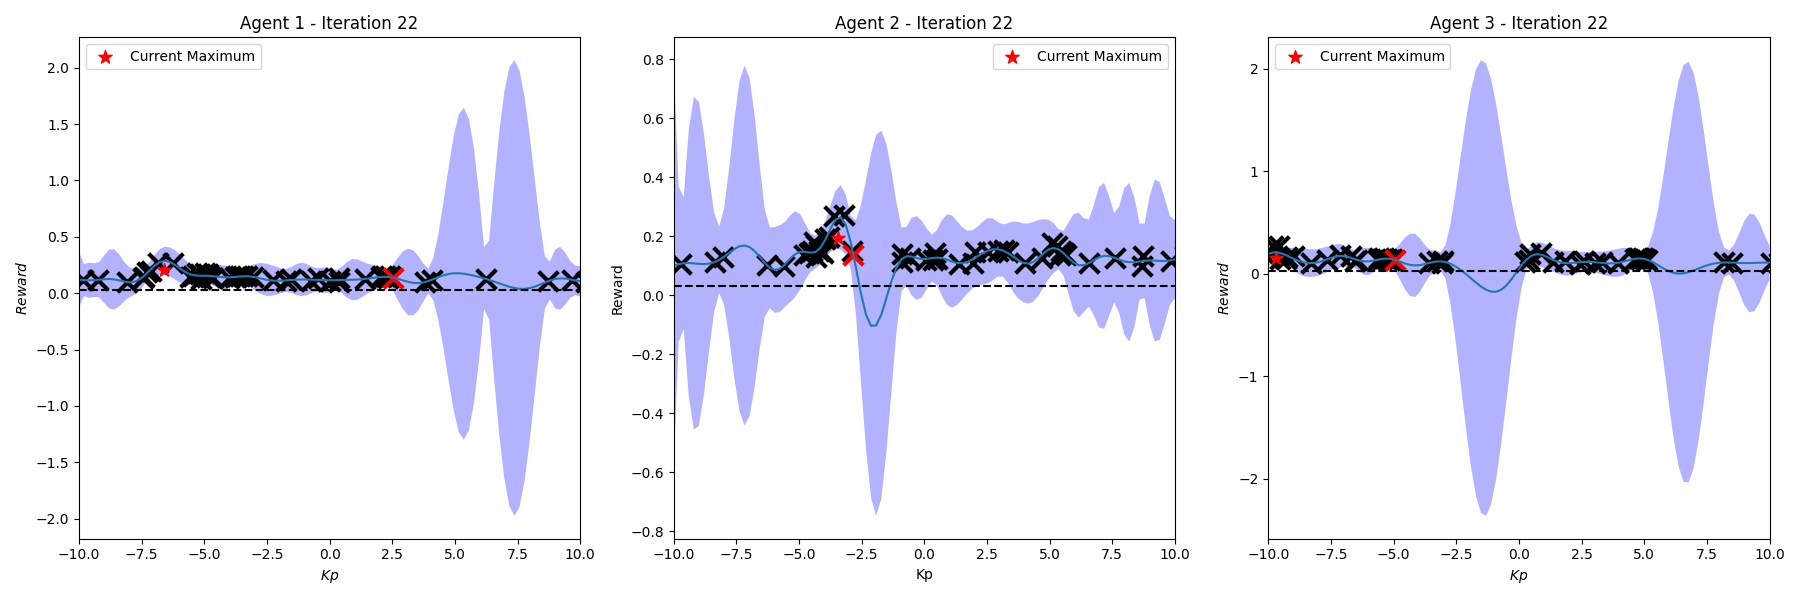 Agent 1 - Iteration 22
Current Maximum
2.0
1.5
1.0
0.5
0.0
−0.5
−1.0
−1.5
−2.0
Reward
−10.0 −7.5 −5.0 −2.5 0.0 2.5 5.0 7.5 10.0
Kp
Agent 2 - Iteration 22
Current Maximum
0.8
0.6
0.4
0.2
0.0
−0.2
−0.4
−0.6
−0.8
Reward
−10.0 −7.5 −5.0 −2.5 0.0 2.5 5.0 7.5 10.0
Kp
Agent 3 - Iteration 22
Current Maximum
2
1
0
−1
−2
Reward
−10.0 −7.5 −5.0 −2.5 0.0 2.5 5.0 7.5 10.0
Kp